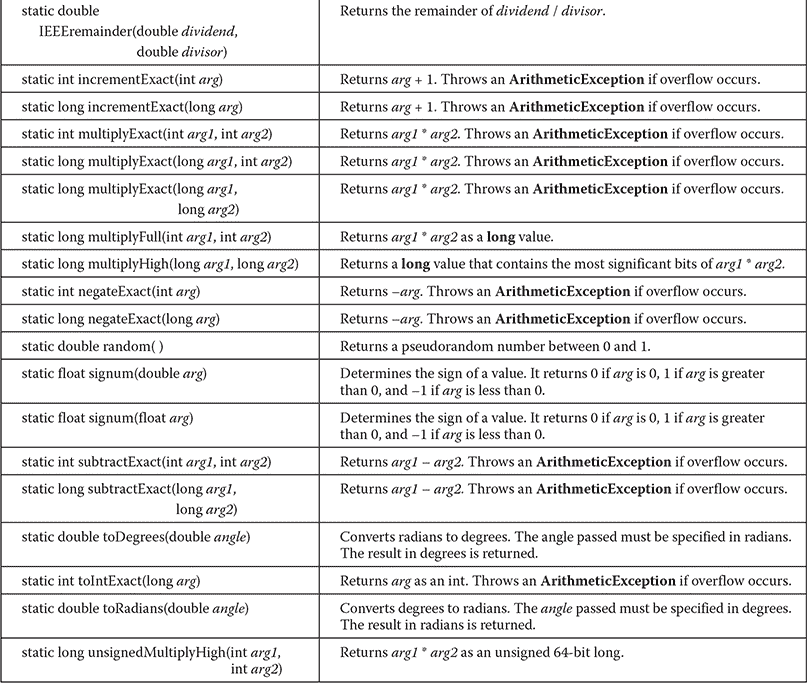 static double Returns the remainder of dividend / divisor.
IEEEremainder(double dividend,
double divisor)
static int incrementExact(int arg) Returns arg + 1. Throws an ArithmeticException if overflow occurs.
static long incrementExact(long arg) Returns arg + 1. Throws an ArithmeticException if overflow occurs.
static int multiplyExact(int arg1, int arg2) Returns arg1 * arg2. Throws an ArithmeticException if overflow occurs.
static long multiplyExact(long arg1, int arg2) Returns arg1 * arg2. Throws an ArithmeticException if overflow occurs.
static long multiplyExact(long arg1, Returns arg1 * arg2. Throws an ArithmeticException if overflow occurs.
long arg2)
static long multiplyFull(int arg1, int arg2) Returns arg1 * arg2 as a long value.
static long multiplyHigh(long arg1, long arg2) Returns a long value that contains the most significant bits of arg1 * arg2.
static int negateExact(int arg) Returns –arg. Throws an ArithmeticException if overflow occurs.
static long negateExact(long arg) Returns –arg. Throws an ArithmeticException if overflow occurs.
static double random( ) Returns a pseudorandom number between 0 and 1.
static float signum(double arg) Determines the sign of a value. It returns 0 if arg is 0, 1 if arg is greater
than 0, and –1 if arg is less than 0.
static float signum(float arg) Determines the sign of a value. It returns 0 if arg is 0, 1 if arg is greater
than 0, and –1 if arg is less than 0.
static int subtractExact(int arg1, int arg2) Returns arg1 – arg2. Throws an ArithmeticException if overflow occurs.
static long subtractExact(long arg1, Returns arg1 – arg2. Throws an ArithmeticException if overflow occurs.
long arg2)
static double toDegrees(double angle) Converts radians to degrees. The angle passed must be specified in radians.
The result in degrees is returned.
static int toIntExact(long arg) Returns arg as an int. Throws an ArithmeticException if overflow occurs.
static double toRadians(double angle) Converts degrees to radians. The angle passed must be specified in degrees.
The result in radians is returned.
static long unsignedMultiplyHigh(int arg1, Returns arg1 * arg2 as an unsigned 64-bit long.
int arg2)